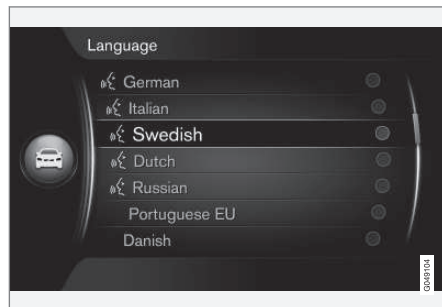 Language
German
Italian
Swedish
Dutch
Russian
Portuguese EU
Danish
G049104